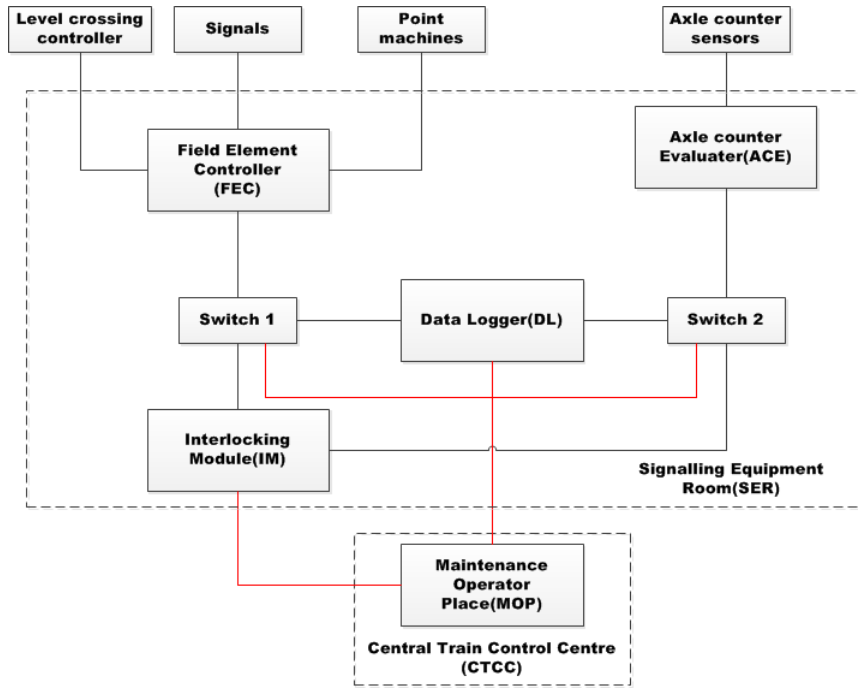 Level crossing
controller
Signals
Point
machines
Axle counter
sensors
Field Element
Controller
(FEC)
Axle counter
Evaluater(ACE)
Switch 1
Data Logger(DL)
Switch 2
Interlocking
Module(IM)
Signalling Equipment
Room(SER)
Maintenance
Operator
Place(MOP)
Central Train Control Centre
(CTCC)